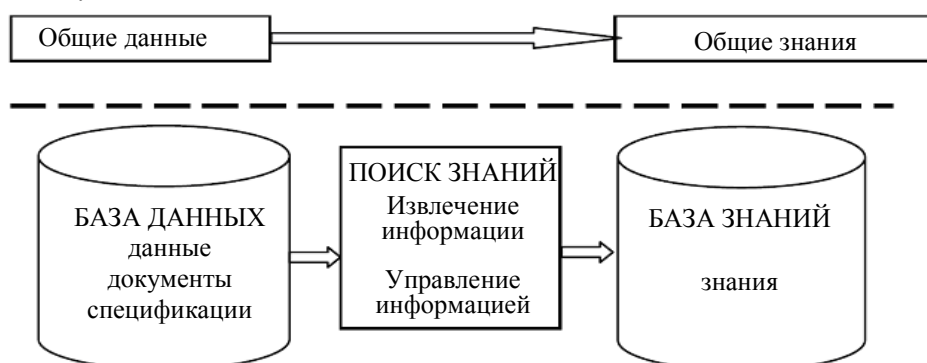 Общие данные
Общие знания
БАЗА ДАННЫХ
данные
документы
спецификации
ПОИСК ЗНАНИЙ
Извлечение
информации
Управление
информацией
БАЗА ЗНАНИЙ
знания